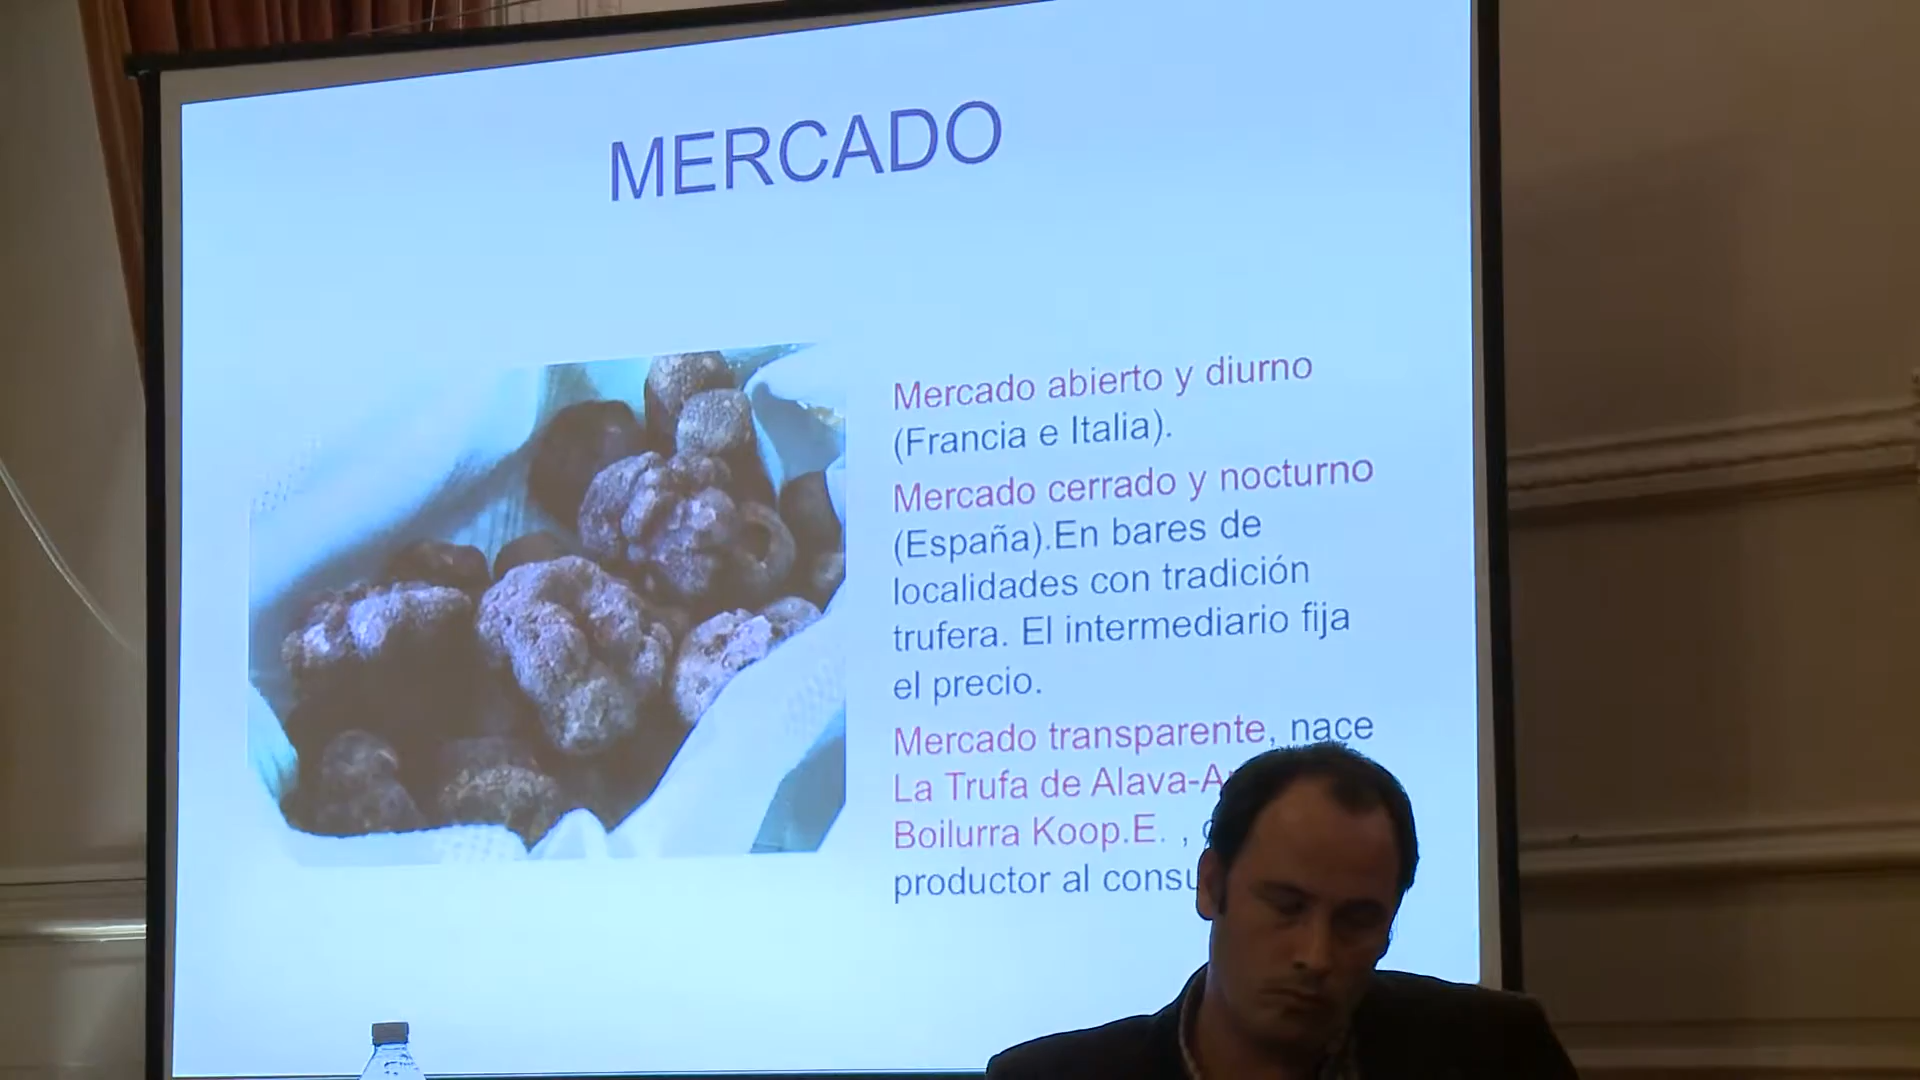 MERCADO
Mercado abierto y diurno
(Francia e Italia).
Mercado cerrado y nocturno
(España).En bares de
localidades con tradición
trufera. El intermediario fija
el precio.
Mercado transparente, nace
La Trufa de Alava-
Boilurra Koop.E. ,
productor al